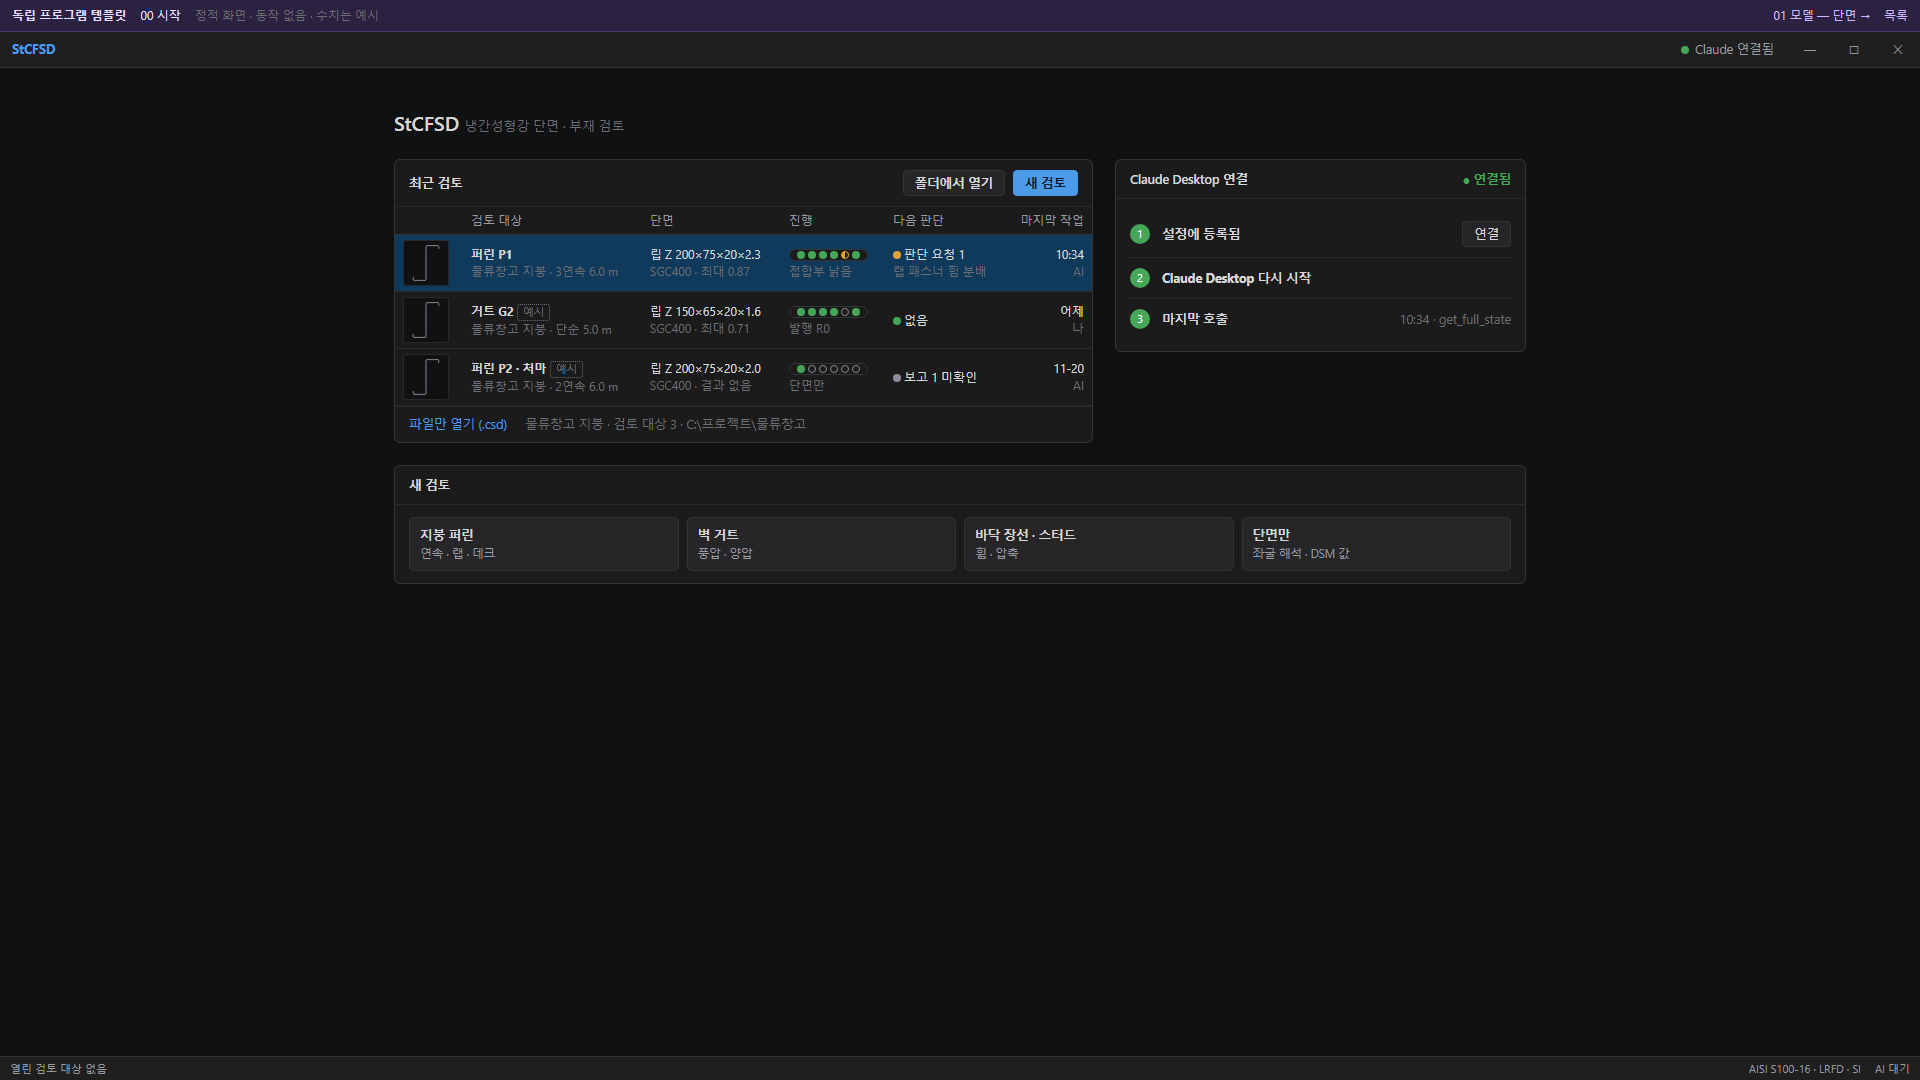 독립 프로그램 템플릿 00 시작 정적 화면 · 동작 없음 · 수치는 예시 01 모델 — 단면 → 목록
StCFSD Claude 연결됨
StCFSD 냉간성형강 단면 · 부재 검토
최근 검토 폴더에서 열기 새 검토
검토 대상 단면 진행 다음 판단 마지막 작업
퍼린 P1 립 Z 200×75×20×2.3 판단 요청 1 10:34
물류창고 지붕 · 3연속 6.0 m SGC400 · 최대 0.87 접합부 낡음 랩 패스너 힘 분배 AI
거트 G2 예시 립 Z 150×65×20×1.6 없음 어제
물류창고 지붕 · 단순 5.0 m SGC400 · 최대 0.71 발행 R0 나
퍼린 P2 · 처마 예시 립 Z 200×75×20×2.0 보고 1 미확인 11-20
물류창고 지붕 · 2연속 6.0 m SGC400 · 결과 없음 단면만 AI
파일만 열기 (.csd) 물류창고 지붕 · 검토 대상 3 · C:\프로젝트\물류창고
Claude Desktop 연결 연결됨
1 설정에 등록됨 연결
2 Claude Desktop 다시 시작
3 마지막 호출 10:34 · get_full_state
새 검토
지붕 퍼린 벽 거트 바닥 장선 · 스터드 단면만
연속 · 랩 · 데크 풍압 · 양압 휨 · 압축 좌굴 해석 · DSM 값
열린 검토 대상 없음 AISI S100-16 · LRFD · SI AI 대기